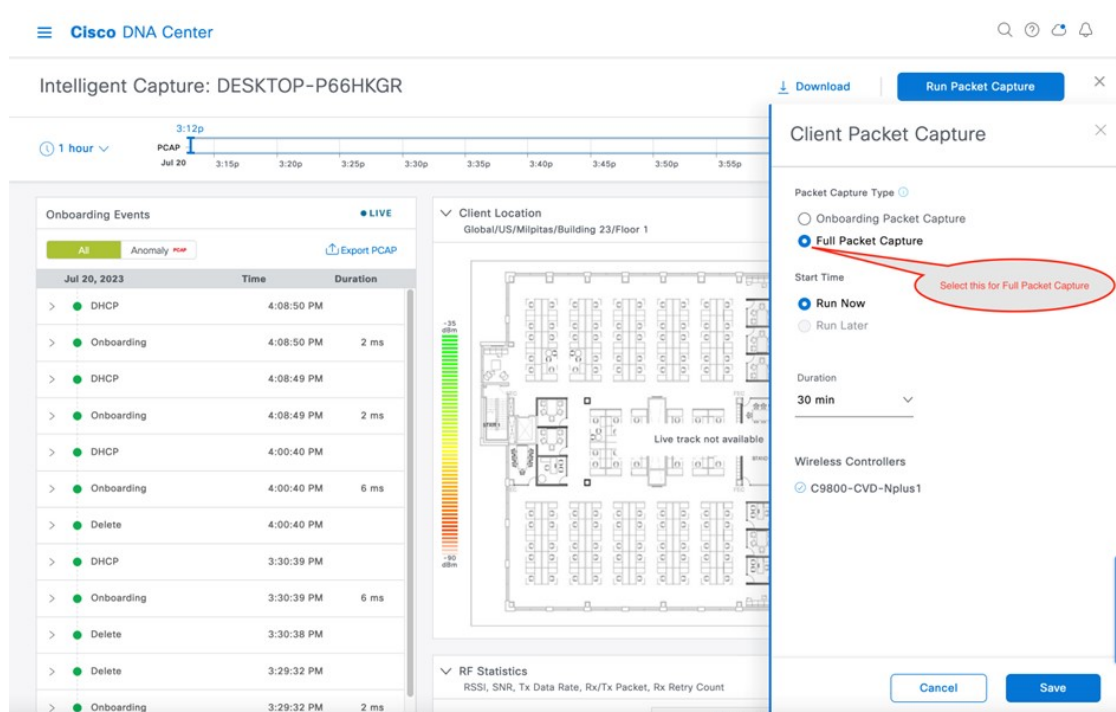 Cisco DNA Center
Intelligent Capture: DESKTOP-P66HKGR
Download
Run Packet Capture
3:12p
1 hour
PCAP
Jul 20
3:15p 3:20p 3:25p 3:30p 3:35p 3:40p 3:45p 3:50p 3:55p
Onboarding Events
LIVE
All
Anomaly PCAP
Export PCAP
Jul 20, 2023 Time Duration
DHCP 4:08:50 PM
Onboarding 4:08:50 PM 2 ms
DHCP 4:08:49 PM
Onboarding 4:08:49 PM 2 ms
DHCP 4:00:40 PM
Onboarding 4:00:40 PM 6 ms
Delete 4:00:40 PM
DHCP 3:30:39 PM
Onboarding 3:30:39 PM 6 ms
Delete 3:30:38 PM
Delete 3:29:32 PM
Onboarding 3:29:32 PM 2 ms
Client Location
Global/US/Milpitas/Building 23/Floor 1
-35
dBm
Live track not available
-90
dBm
RF Statistics
RSSI, SNR, Tx Data Rate, Rx/Tx Packet, Rx Retry Count
Client Packet Capture
Packet Capture Type
Onboarding Packet Capture
Full Packet Capture
Select this for Full Packet Capture
Start Time
Run Now
Run Later
Duration
30 min
Wireless Controllers
C9800-CVD-Nplus1
Cancel
Save